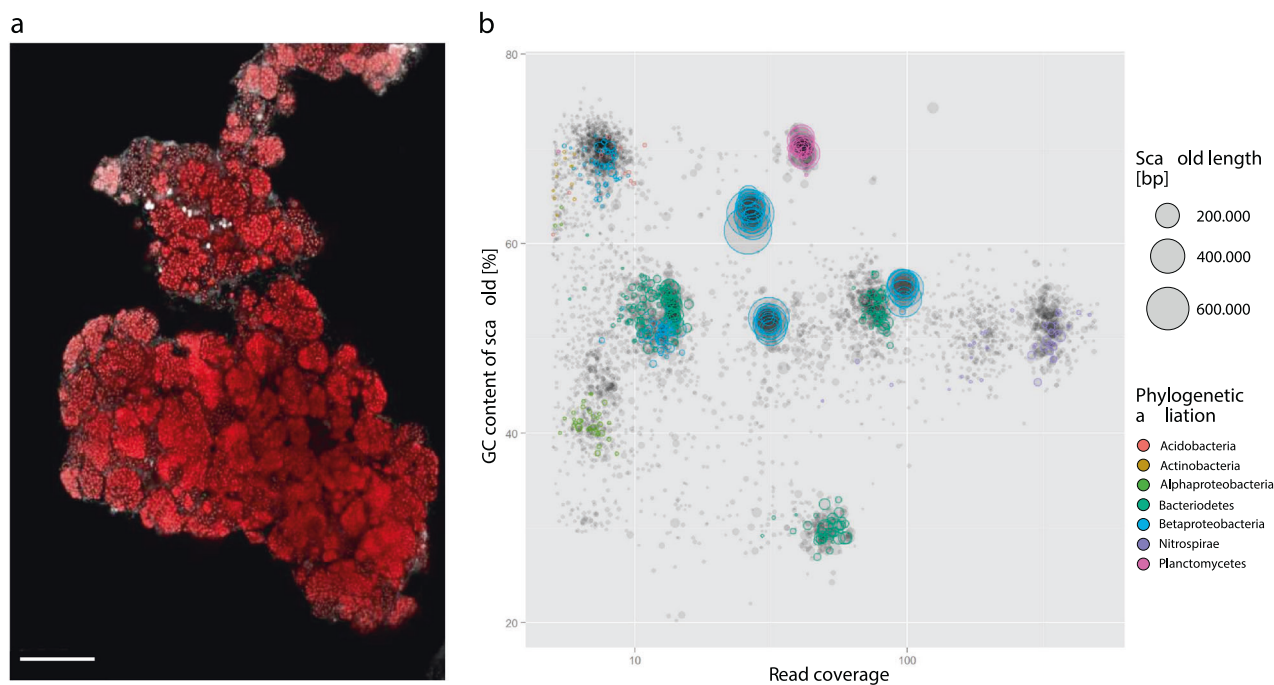 a
b
80
60
40
20
GC content of sca old [%]
10
100
Read coverage
Sca old length
[bp]
200.000
400.000
600.000
Phylogenetic
a liation
Acidobacteria
Actinobacteria
Alphaproteobacteria
Bacteriodetes
Betaproteobacteria
Nitrospirae
Planctomycetes